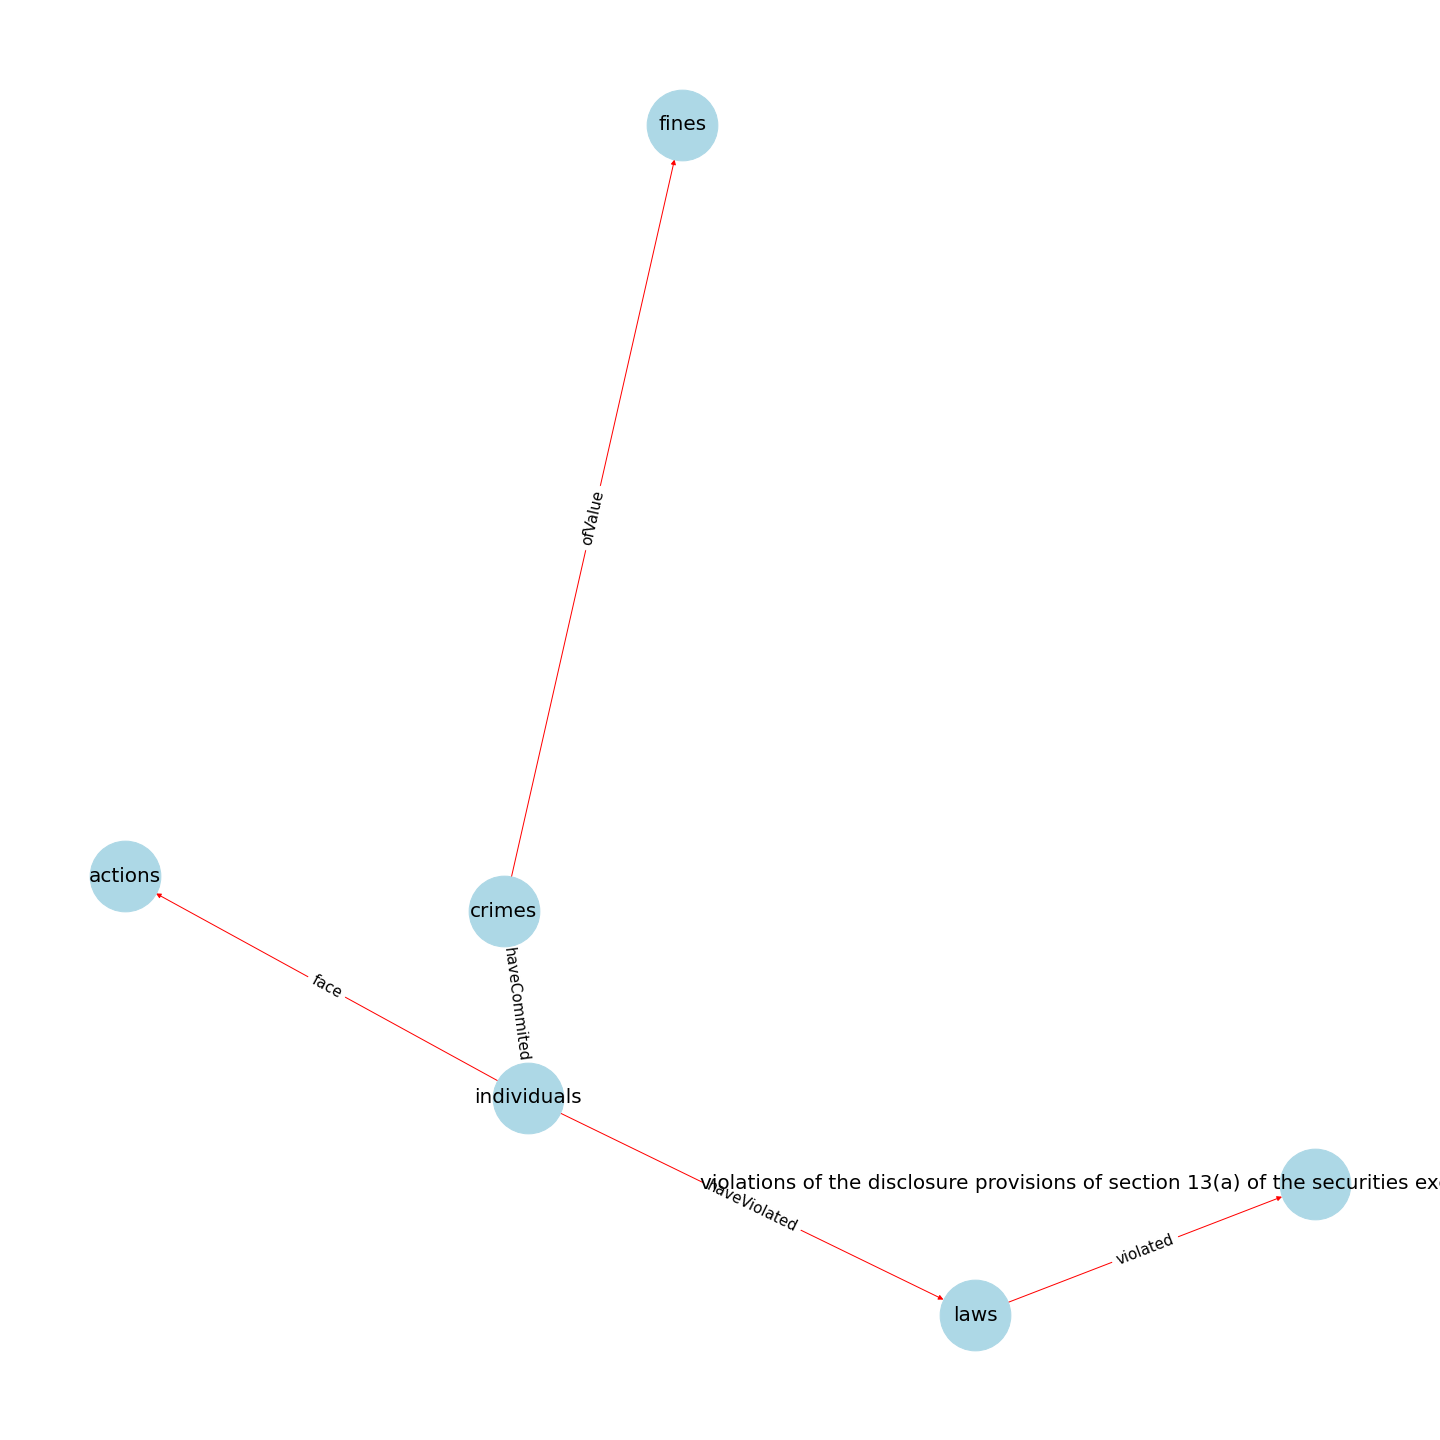 fines
ofValue
actions
crimes
face
haveCommited
individuals
violations of the disclosure provisions of section 13(a) of the securities
haveViolated
violated
laws